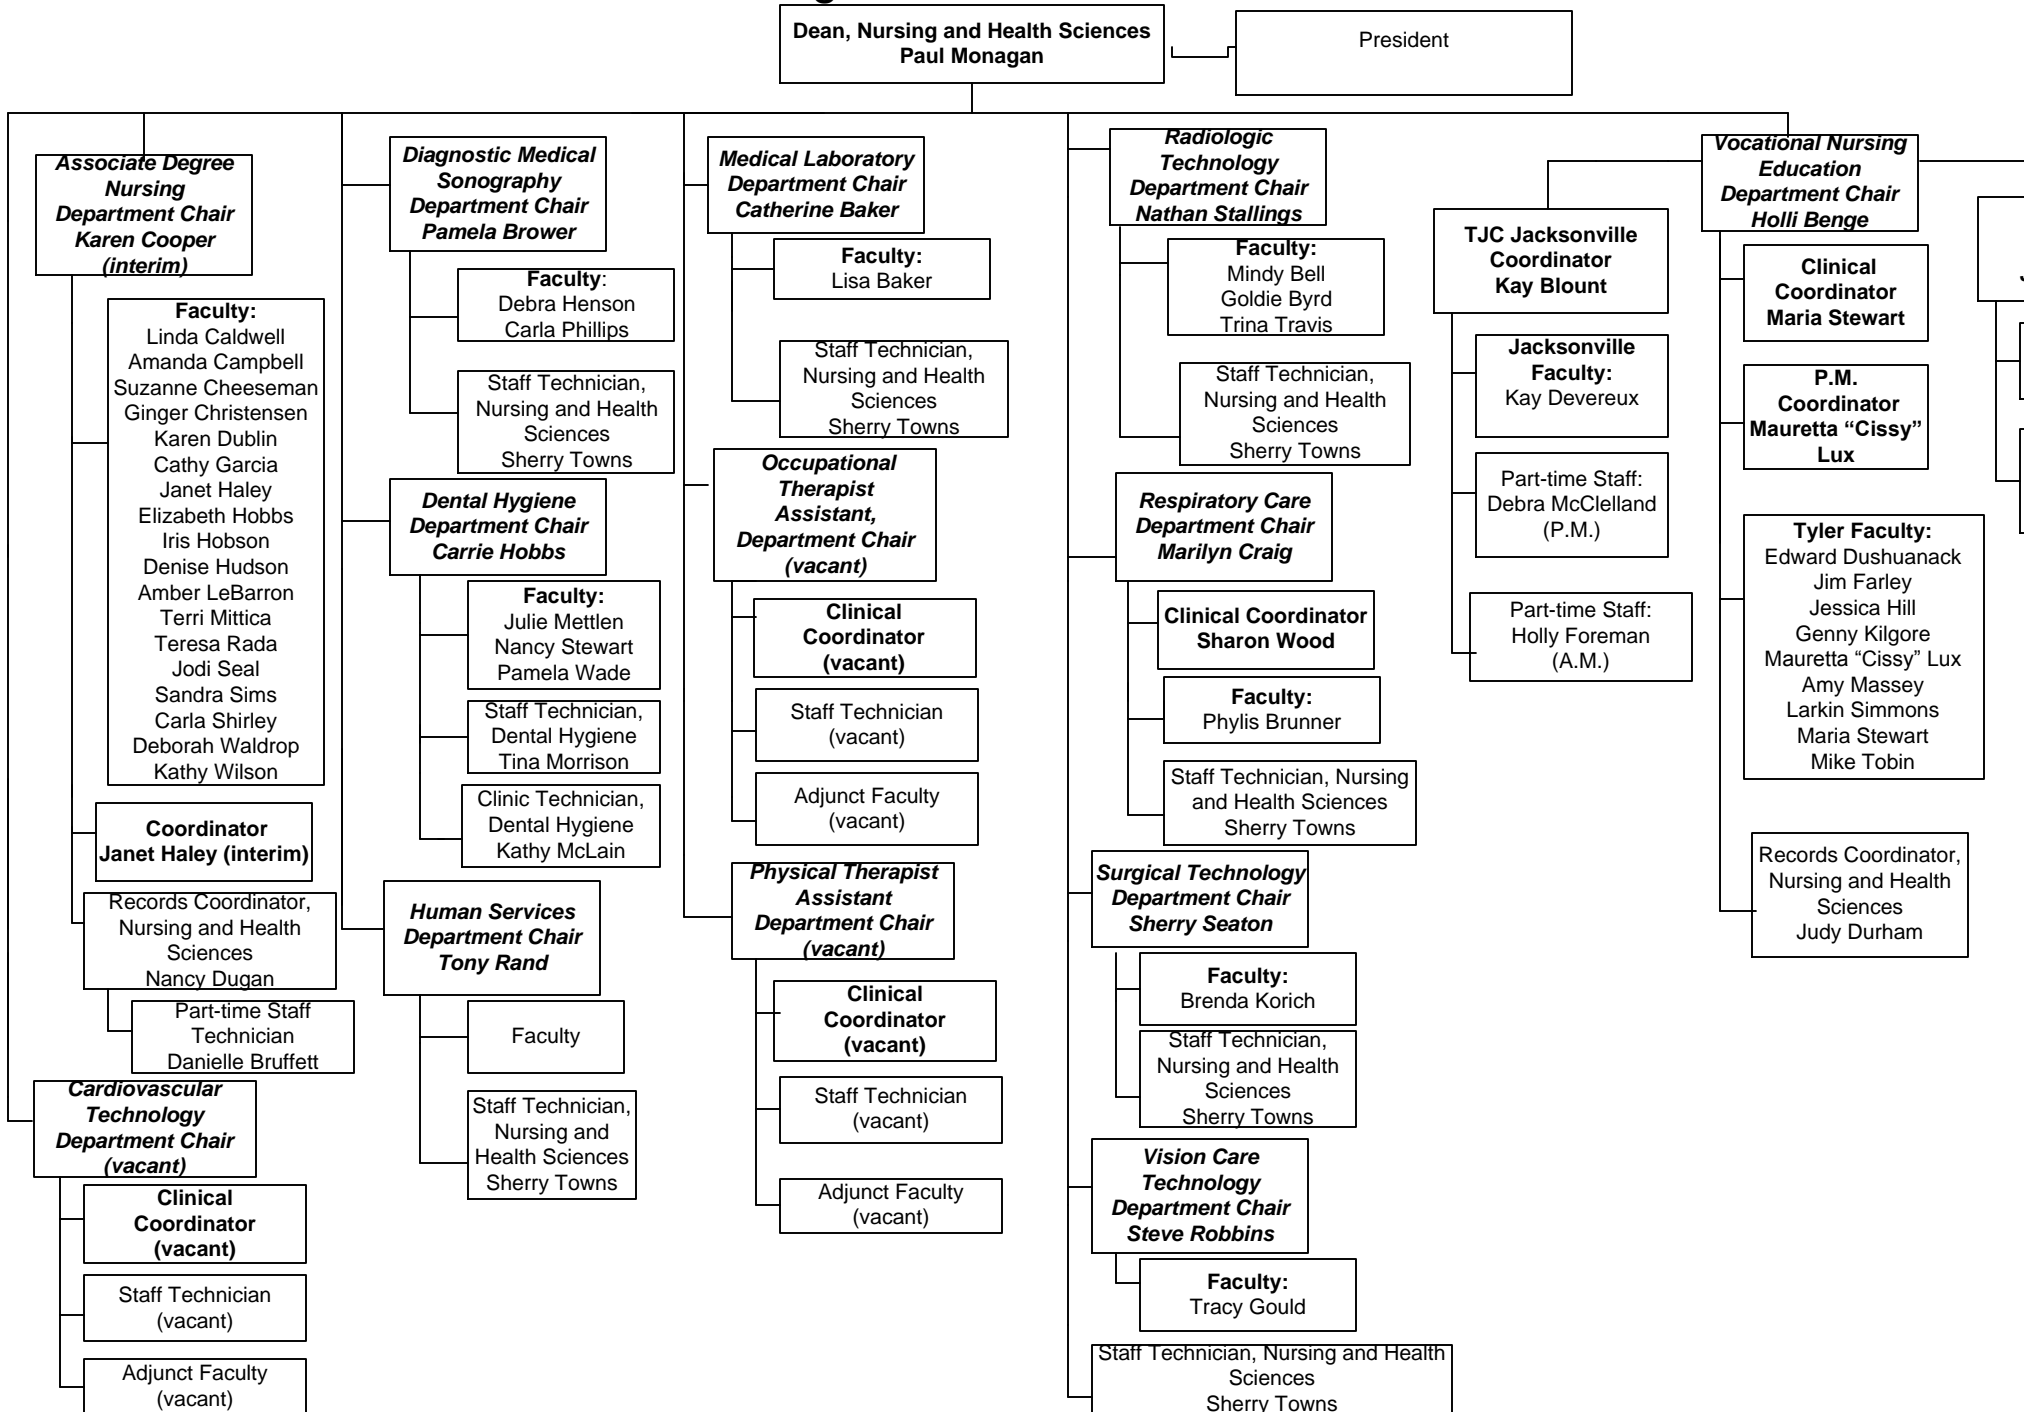 Dean, Nursing and Health Sciences
Paul Monagan
President
Associate Degree
Nursing
Department Chair
Karen Cooper
(interim)
Faculty:
Linda Caldwell
Amanda Campbell
Suzanne Cheeseman
Ginger Christensen
Karen Dublin
Cathy Garcia
Janet Haley
Elizabeth Hobbs
Iris Hobson
Denise Hudson
Amber LeBarron
Terri Mittica
Teresa Rada
Jodi Seal
Sandra Sims
Carla Shirley
Deborah Waldrop
Kathy Wilson
Coordinator
Janet Haley (interim)
Records Coordinator,
Nursing and Health
Sciences
Nancy Dugan
Part-time Staff
Technician
Danielle Bruffett
Cardiovascular
Technology
Department Chair
(vacant)
Clinical
Coordinator
(vacant)
Staff Technician
(vacant)
Adjunct Faculty
(vacant)
Diagnostic Medical
Sonography
Department Chair
Pamela Brower
Faculty:
Debra Henson
Carla Phillips
Staff Technician,
Nursing and Health
Sciences
Sherry Towns
Dental Hygiene
Department Chair
Carrie Hobbs
Faculty:
Julie Mettlen
Nancy Stewart
Pamela Wade
Staff Technician,
Dental Hygiene
Tina Morrison
Clinic Technician,
Dental Hygiene
Kathy McLain
Human Services
Department Chair
Tony Rand
Faculty
Staff Technician,
Nursing and
Health Sciences
Sherry Towns
Medical Laboratory
Department Chair
Catherine Baker
Faculty:
Lisa Baker
Staff Technician,
Nursing and Health
Sciences
Sherry Towns
Occupational
Therapist
Assistant,
Department Chair
(vacant)
Clinical
Coordinator
(vacant)
Staff Technician
(vacant)
Adjunct Faculty
(vacant)
Physical Therapist
Assistant
Department Chair
(vacant)
Clinical
Coordinator
(vacant)
Staff Technician
(vacant)
Adjunct Faculty
(vacant)
Radiologic
Technology
Department Chair
Nathan Stallings
Faculty:
Mindy Bell
Goldie Byrd
Trina Travis
Staff Technician,
Nursing and Health
Sciences
Sherry Towns
Respiratory Care
Department Chair
Marilyn Craig
Clinical Coordinator
Sharon Wood
Faculty:
Phylis Brunner
Staff Technician, Nursing
and Health Sciences
Sherry Towns
Surgical Technology
Department Chair
Sherry Seaton
Faculty:
Brenda Korich
Staff Technician,
Nursing and Health
Sciences
Sherry Towns
Vision Care
Technology
Department Chair
Steve Robbins
Faculty:
Tracy Gould
Staff Technician, Nursing and Health
Sciences
Sherry Towns
Vocational Nursing
Education
Department Chair
Holli Benge
TJC Jacksonville
Coordinator
Kay Blount
Jacksonville
Faculty:
Kay Devereux
Part-time Staff:
Debra McClelland
(P.M.)
Part-time Staff:
Holly Foreman
(A.M.)
Clinical
Coordinator
Maria Stewart
P.M.
Coordinator
Mauretta “Cissy”
Lux
Tyler Faculty:
Edward Dushuanack
Jim Farley
Jessica Hill
Genny Kilgore
Mauretta “Cissy” Lux
Amy Massey
Larkin Simmons
Maria Stewart
Mike Tobin
Records Coordinator,
Nursing and Health
Sciences
Judy Durham